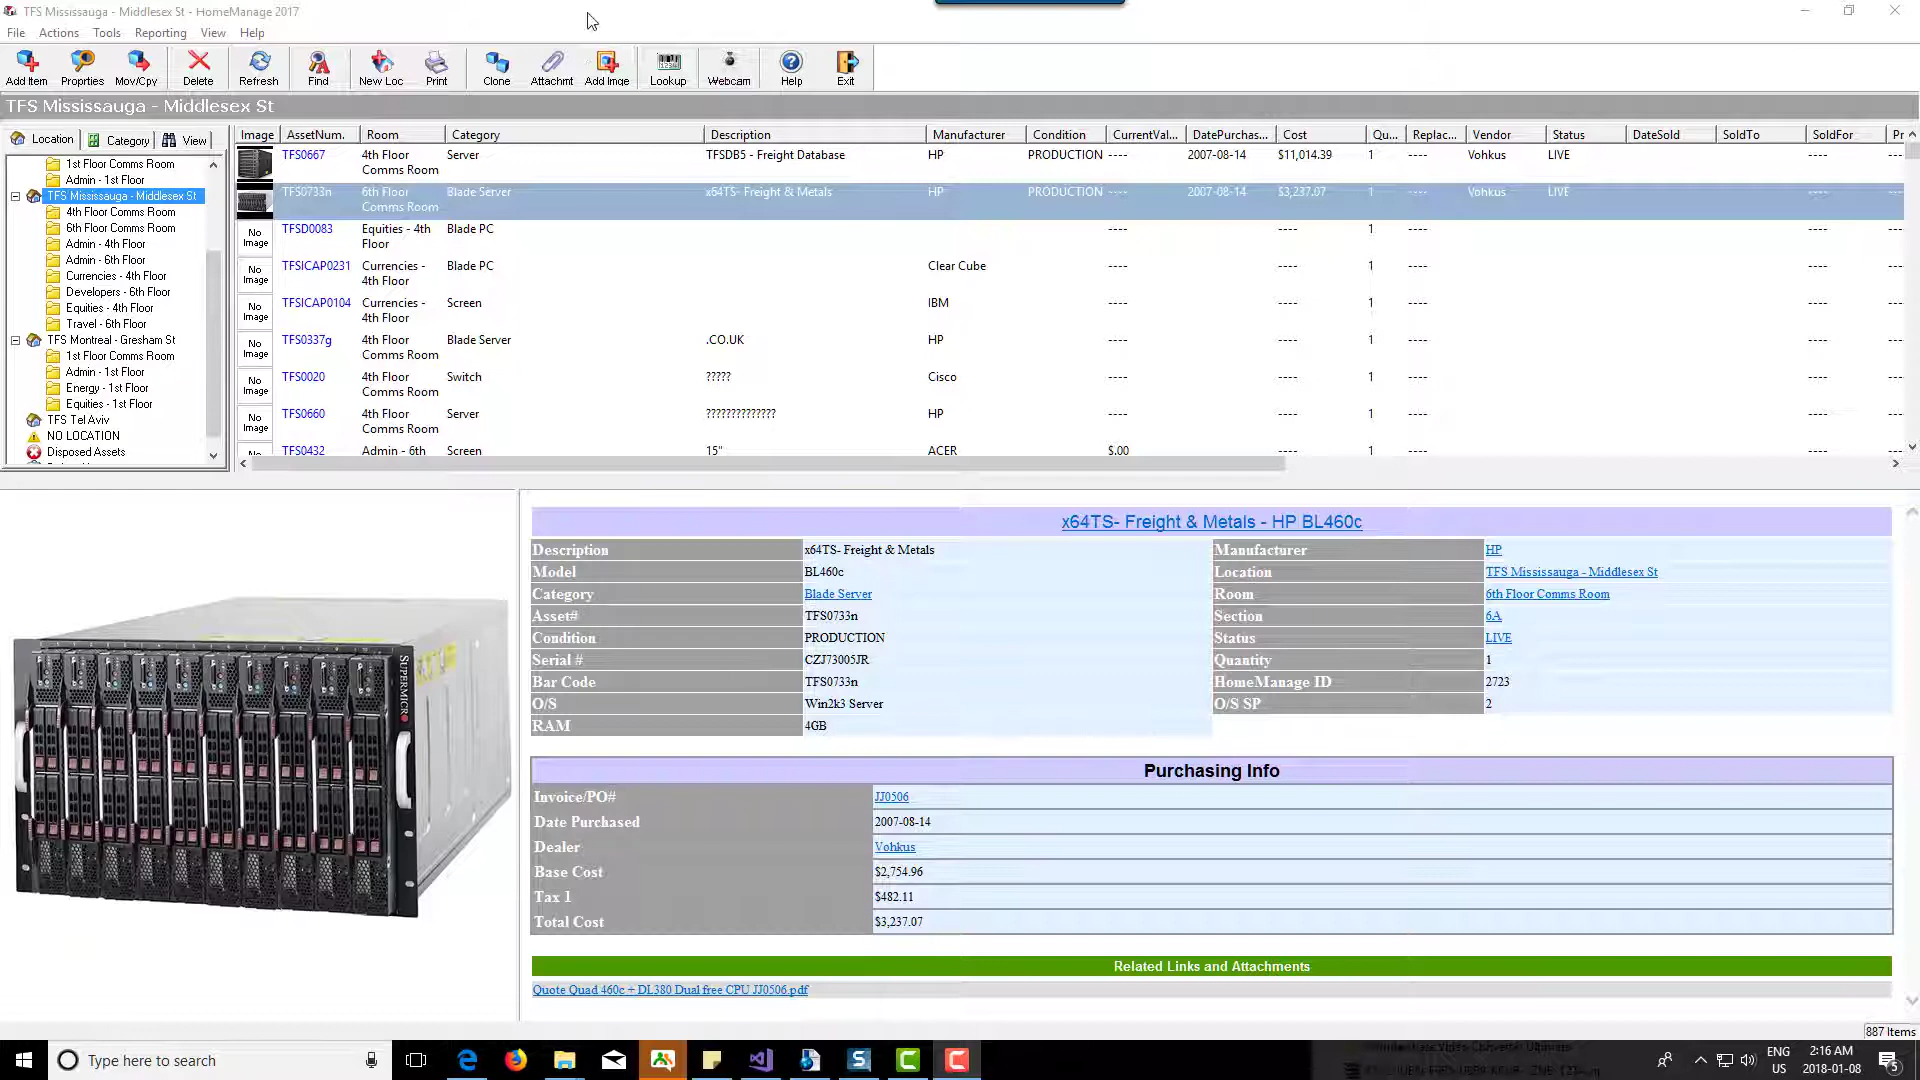 TFS Mississauga - Middlesex St - HomeManage 2017
File Actions Tools Reporting View Help
Add Item Properties Mov/Cpy Delete Refresh Find New Loc Print Clone Attachmt Add Imge Lookup Webcam Help Exit
TFS Mississauga - Middlesex St
Location Category View
1st Floor Comms Room
Admin - 1st Floor
TFS Mississauga - Middlesex St
4th Floor Comms Room
6th Floor Comms Room
Admin - 4th Floor
Admin - 6th Floor
Currencies - 4th Floor
Developers - 6th Floor
Equities - 4th Floor
Travel - 6th Floor
TFS Montreal - Gresham St
1st Floor Comms Room
Admin - 1st Floor
Energy - 1st Floor
Equities - 1st Floor
TFS Tel Aviv
NO LOCATION
Disposed Assets
Image AssetNum. Room Category Description Manufacturer Condition CurrentVal... DatePurchas... Cost Qu... Replac... Vendor Status DateSold SoldTo SoldFor Pr
TFS0667 4th Floor Server TFSDB5 - Freight Database HP PRODUCTION ---- 2007-08-14 $11,014.39 1 ---- Vohkus LIVE ---- ----
Comms Room
TFS0733n 6th Floor Blade Server x64TS- Freight & Metals HP PRODUCTION ---- 2007-08-14 $3,237.07 1 ---- Vohkus LIVE ---- ----
Comms Room
No Image TFSD0083 Equities - 4th Blade PC ---- ---- 1 ---- ---- ----
Floor
No Image TFSICAP0231 Currencies - Blade PC Clear Cube ---- ---- 1 ---- ---- ----
4th Floor
No Image TFSICAP0104 Currencies - Screen IBM ---- ---- 1 ---- ---- ----
4th Floor
No Image TFS0337g 4th Floor Blade Server .CO.UK HP ---- ---- 1 ---- ---- ----
Comms Room
No Image TFS0020 4th Floor Switch ????? Cisco ---- ---- 1 ---- ---- ----
Comms Room
No Image TFS0660 4th Floor Server ?????????????? HP ---- ---- 1 ---- ---- ----
Comms Room
No TFS0432 Admin - 6th Screen 15" ACER $.00 ---- 1 ---- ---- ----
SUPERMICRO
x64TS- Freight & Metals - HP BL460c
Description x64TS- Freight & Metals Manufacturer HP
Model BL460c Location TFS Mississauga - Middlesex St
Category Blade Server Room 6th Floor Comms Room
Asset# TFS0733n Section 6A
Condition PRODUCTION Status LIVE
Serial # CZJ73005JR Quantity 1
Bar Code TFS0733n HomeManage ID 2723
O/S Win2k3 Server O/S SP 2
RAM 4GB
Purchasing Info
Invoice/PO# JJ0506
Date Purchased 2007-08-14
Dealer Vohkus
Base Cost $2,754.96
Tax 1 $482.11
Total Cost $3,237.07
Related Links and Attachments
Quote Quad 460c + DL380 Dual free CPU JJ0506.pdf
887 Items
Type here to search
ENG
US
2:16 AM
2018-01-08
5